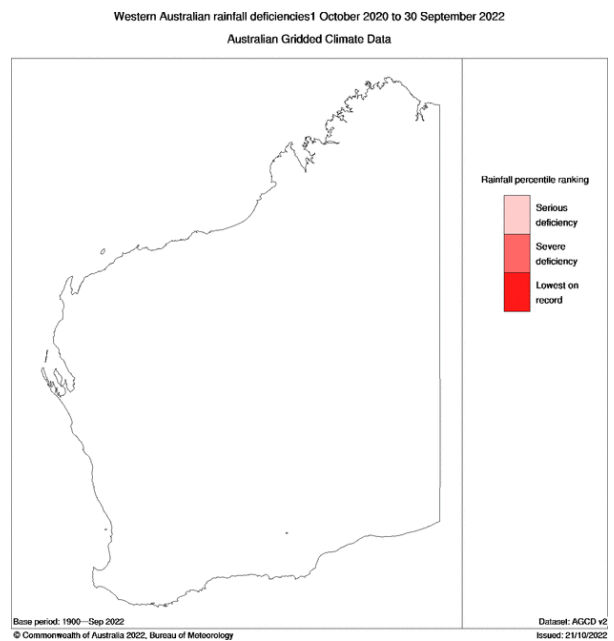 Western Australian rainfall deficiencies1 October 2020 to 30 September 2022
Australian Gridded Climate Data
Rainfall percentile ranking
Serious
deficiency
Severe
deficiency
Lowest on
record
Base period: 1900—Sep 2022
Dataset: AGCD v2
© Commonwealth of Australia 2022, Bureau of Meteorology
Issued: 21/10/2022